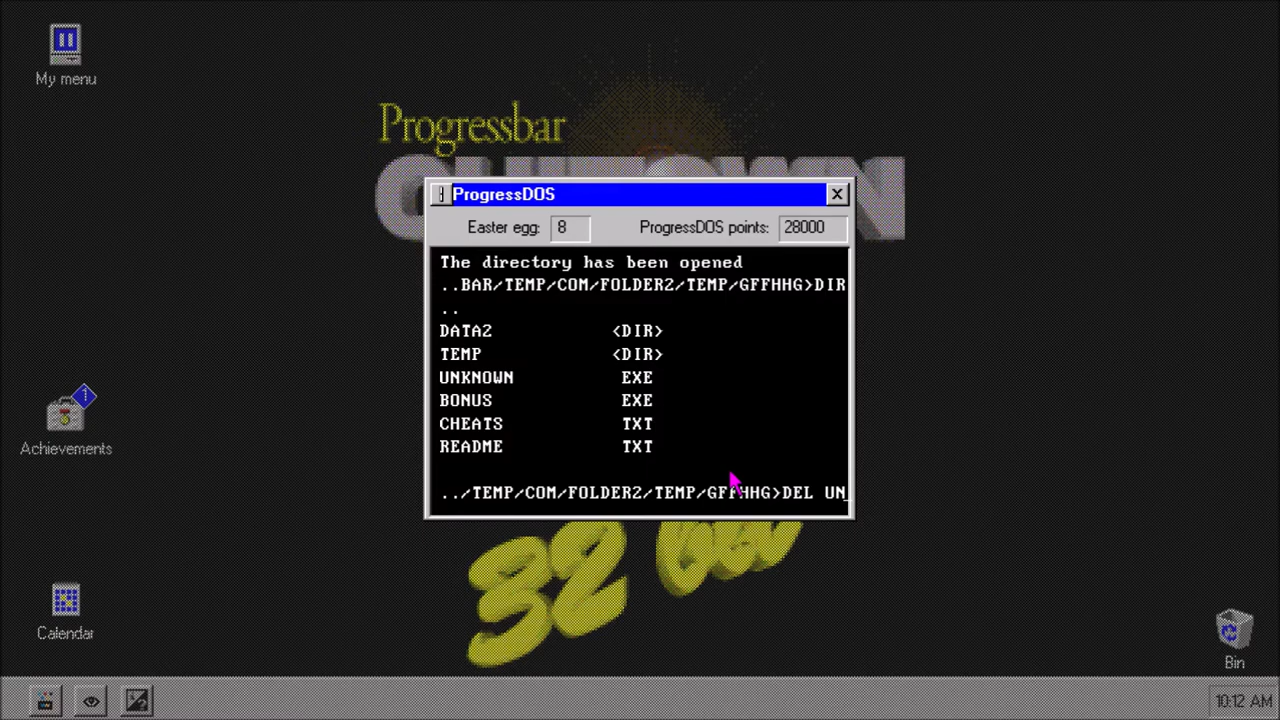 My menu
Progressbar
ProgressDOS
Easter egg: 8 ProgressDOS points: 28000
The directory has been opened
..BAR/TEMP/COM/FOLDER2/TEMP/GFFHHG>DIR
..
DATA2 <DIR>
TEMP <DIR>
UNKNOWN EXE
BONUS EXE
CHEATS TXT
README TXT
../TEMP/COM/FOLDER2/TEMP/GFFHHG>DEL UN_
1
Achievements
32
Calendar
Bin
10:12 AM